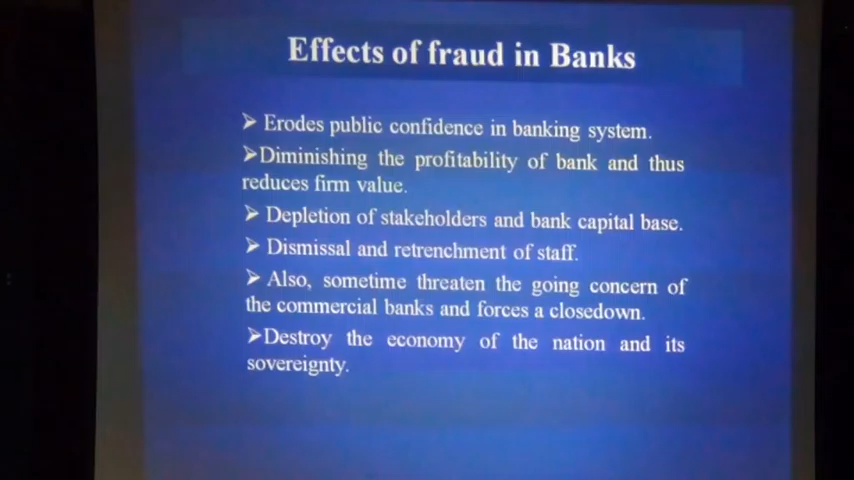 Effects of fraud in Banks
➢ Erodes public confidence in banking system.
➢Diminishing the profitability of bank and thus
reduces firm value.
➢ Depletion of stakeholders and bank capital base.
➢ Dismissal and retrenchment of staff.
➢ Also, sometime threaten the going concern of
the commercial banks and forces a closedown.
➢Destroy the economy of the nation and its
sovereignty.